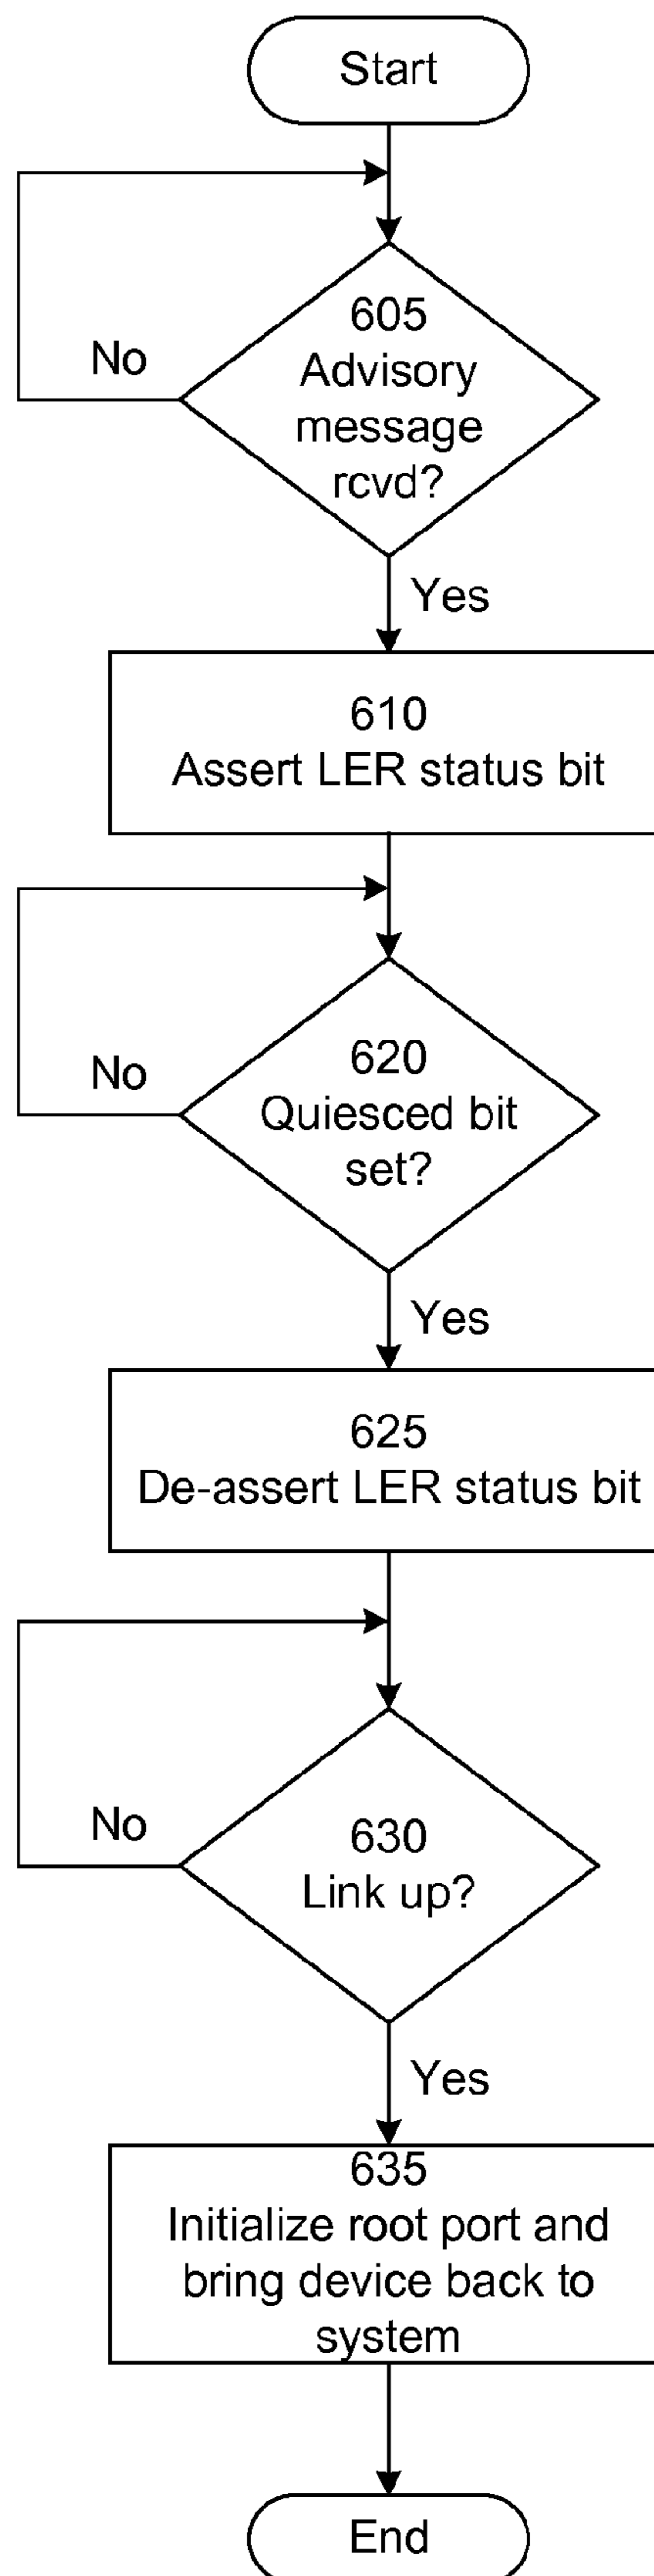 Start
605
Advisory
message
rcvd?
No
Yes
610
Assert LER status bit
620
Quiesced bit
set?
No
Yes
625
De-assert LER status bit
630
Link up?
No
Yes
635
Initialize root port and
bring device back to
system
End